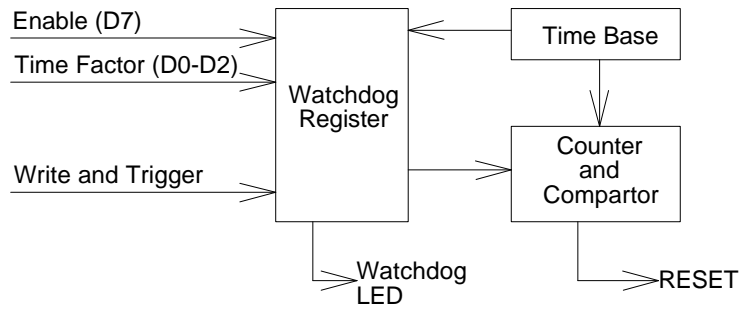 Enable (D7)
Time Factor (D0-D2)
Write and Trigger
Watchdog
Register
Time Base
Counter
and
Compartor
Watchdog
LED
RESET